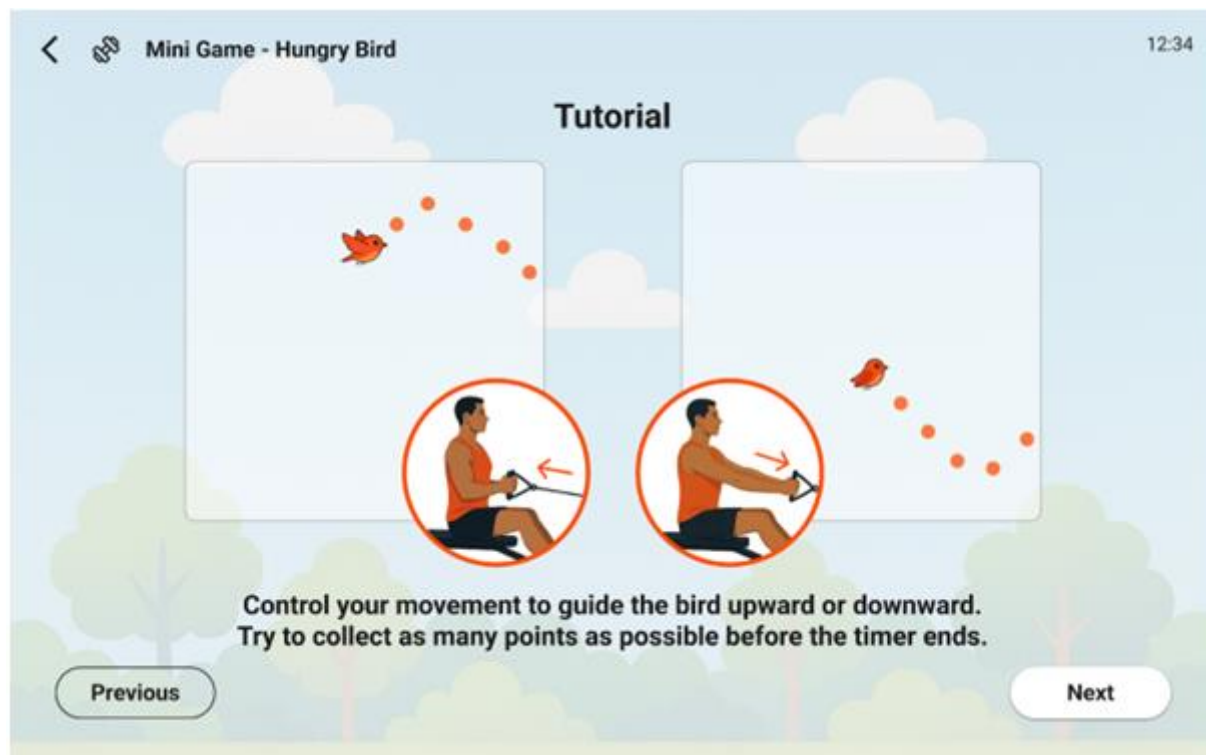 Mini Game - Hungry Bird
12:34
Tutorial
Control your movement to guide the bird upward or downward.
Try to collect as many points as possible before the timer ends.
Previous
Next